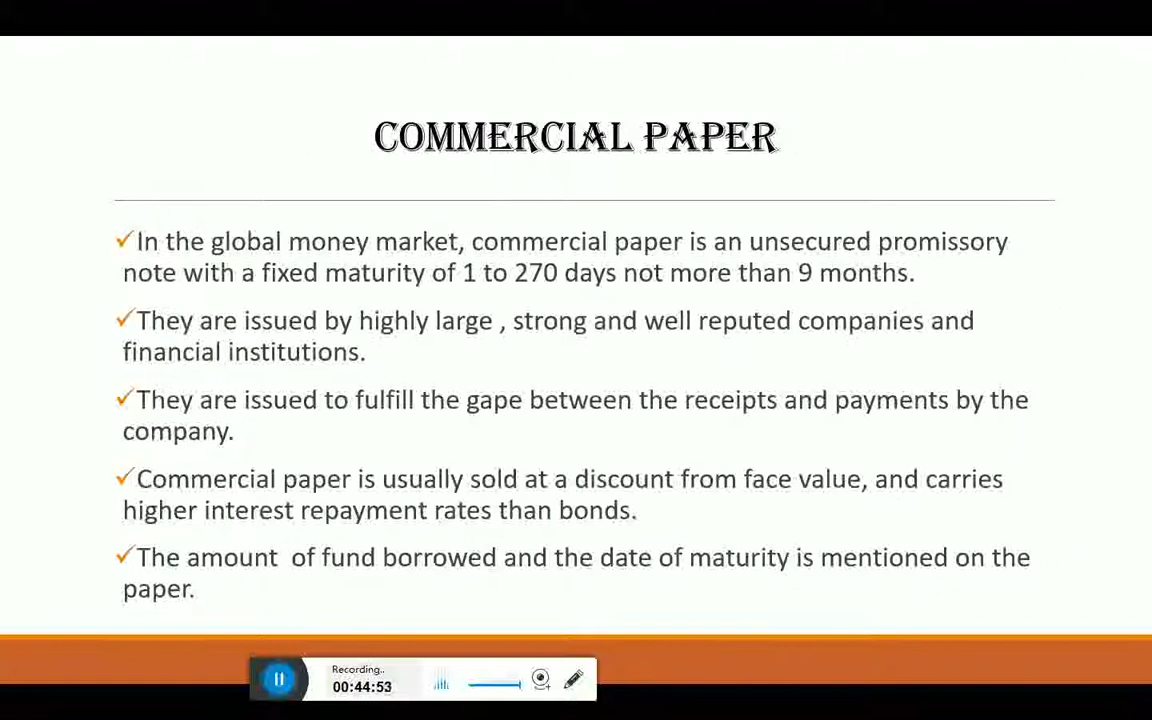 COMMERCIAL PAPER
✓In the global money market, commercial paper is an unsecured promissory
note with a fixed maturity of 1 to 270 days not more than 9 months.
✓They are issued by highly large , strong and well reputed companies and
financial institutions.
✓They are issued to fulfill the gape between the receipts and payments by the
company.
✓Commercial paper is usually sold at a discount from face value, and carries
higher interest repayment rates than bonds.
✓The amount  of fund borrowed and the date of maturity is mentioned on the
paper.
Recording..
00:44:53